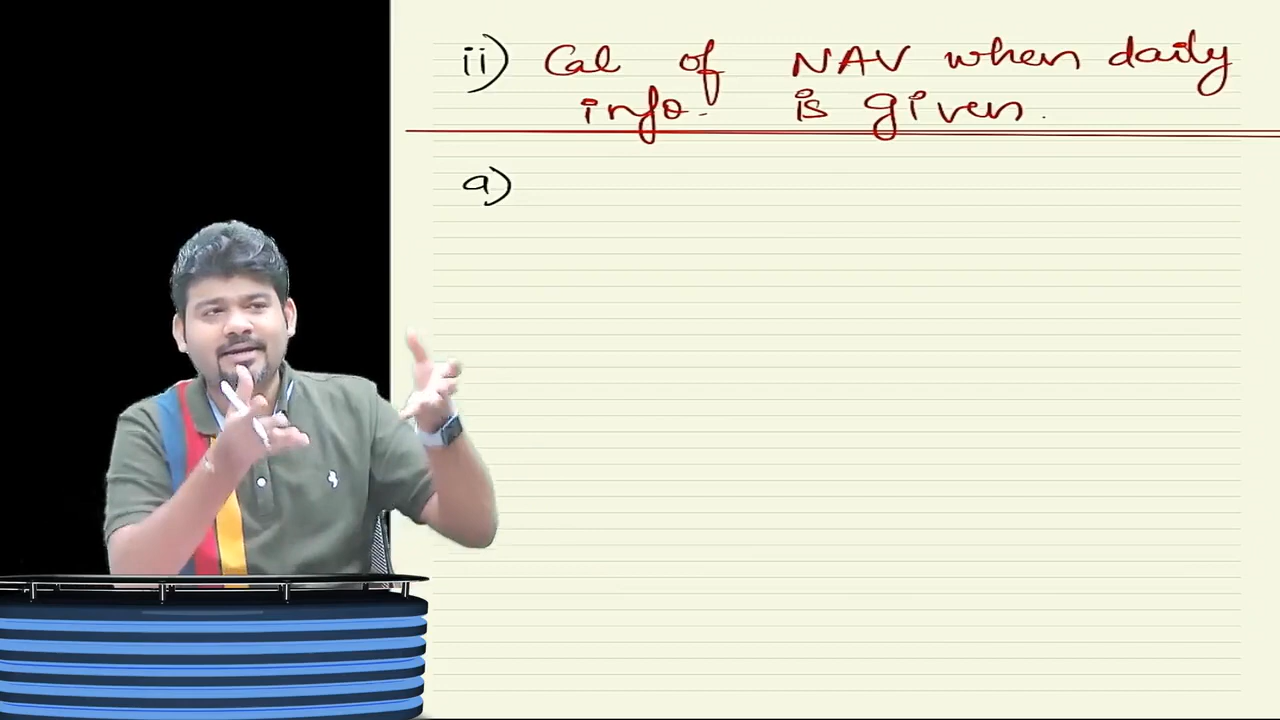 ii) Cal of NAV when daily
info. is given.
a)